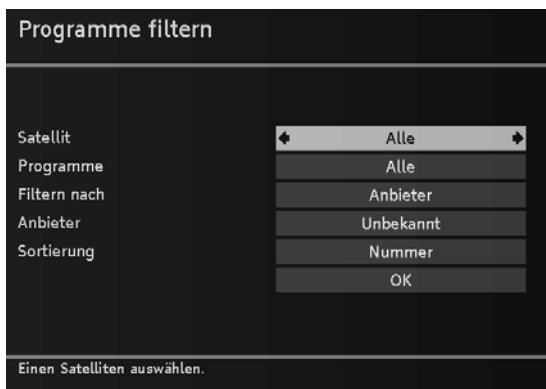 Programme filtern
Satellit Alle
Programme Alle
Filtern nach Anbieter
Anbieter Unbekannt
Sortierung Nummer
OK
Einen Satelliten auswählen.